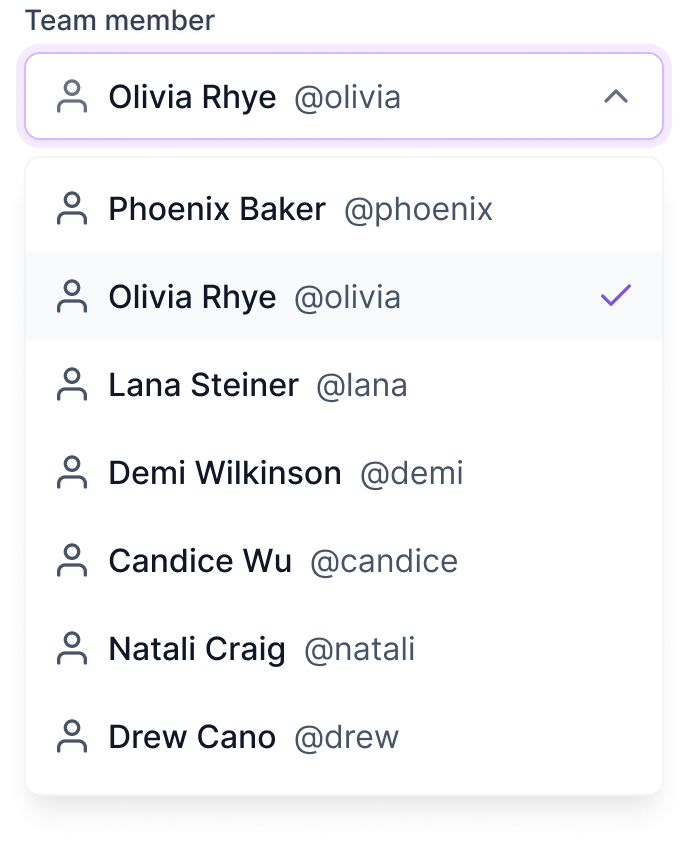 Team member
Olivia Rhye @olivia
Phoenix Baker @phoenix
Olivia Rhye @olivia
Lana Steiner @lana
Demi Wilkinson @demi
Candice Wu @candice
Natali Craig @natali
Drew Cano @drew